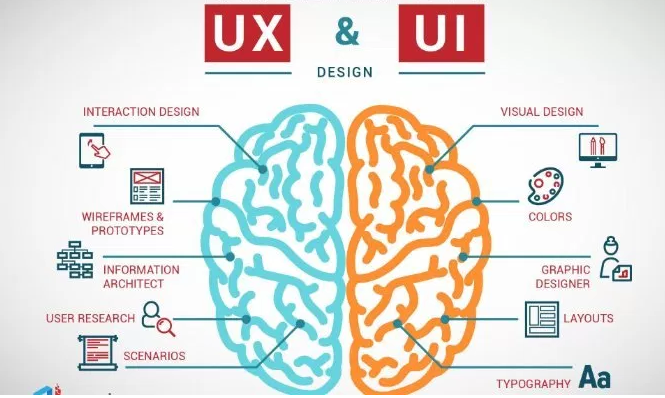 UX & UI
DESIGN
INTERACTION DESIGN
WIREFRAMES &
PROTOTYPES
INFORMATION
ARCHITECT
USER RESEARCH
SCENARIOS
VISUAL DESIGN
COLORS
GRAPHIC
DESIGNER
LAYOUTS
TYPOGRAPHY Aa